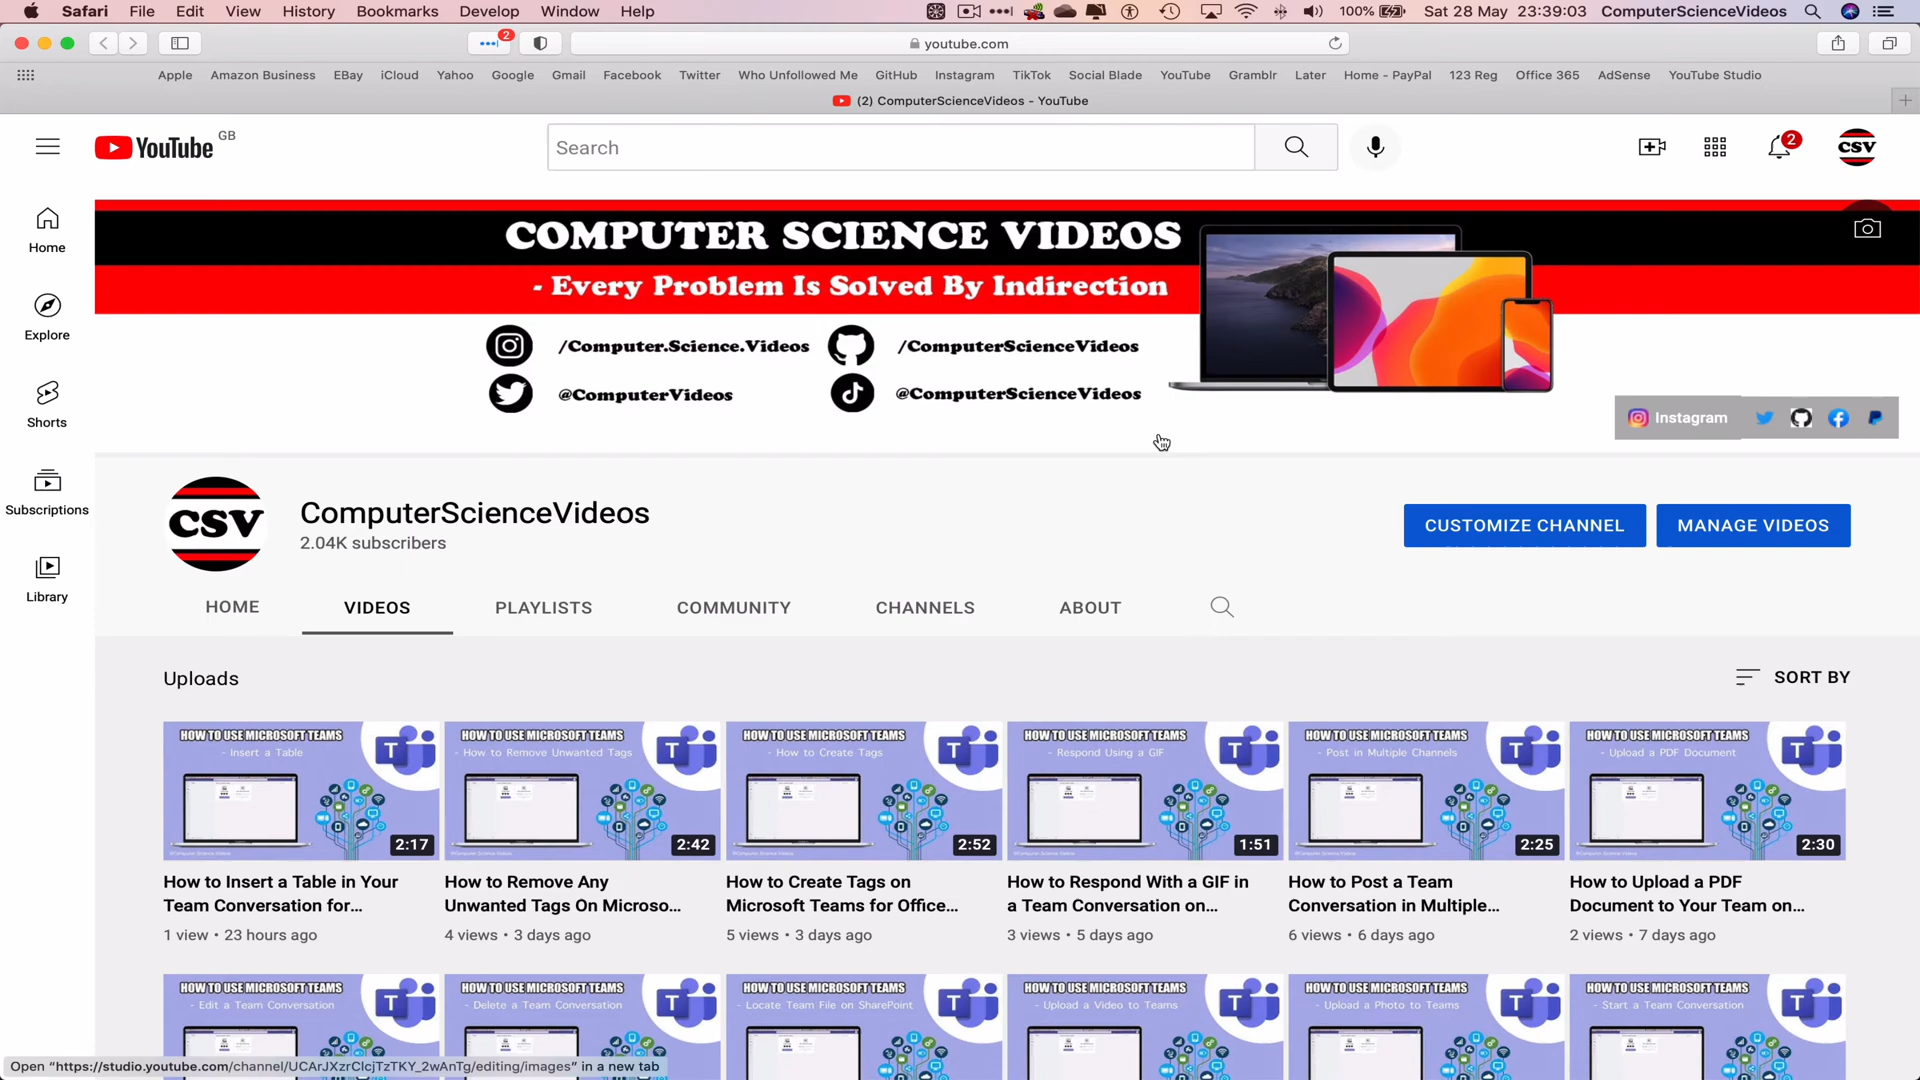 Safari File Edit View History Bookmarks Develop Window Help 100% Sat 28 May 23:39:03 ComputerScienceVideos
2 youtube.com
Apple Amazon Business EBay iCloud Yahoo Google Gmail Facebook Twitter Who Unfollowed Me GitHub Instagram TikTok Social Blade YouTube Gramblr Later Home - PayPal 123 Reg Office 365 AdSense YouTube Studio
(2) ComputerScienceVideos - YouTube
YouTube GB Search 2 CSV
COMPUTER SCIENCE VIDEOS
- Every Problem Is Solved By Indirection
/Computer.Science.Videos /ComputerScienceVideos
@ComputerVideos @ComputerScienceVideos
Instagram
Home
Explore
Shorts
Subscriptions
Library
CSV
ComputerScienceVideos
2.04K subscribers
CUSTOMIZE CHANNEL MANAGE VIDEOS
HOME VIDEOS PLAYLISTS COMMUNITY CHANNELS ABOUT
Uploads SORT BY
HOW TO USE MICROSOFT TEAMS HOW TO USE MICROSOFT TEAMS HOW TO USE MICROSOFT TEAMS HOW TO USE MICROSOFT TEAMS HOW TO USE MICROSOFT TEAMS HOW TO USE MICROSOFT TEAMS
- Insert a Table - How to Remove Unwanted Tags - How to Create Tags - Respond Using a GIF - Post in Multiple Channels - Upload a PDF Document
T T T T T T
2:17 2:42 2:52 1:51 2:25 2:30
How to Insert a Table in Your How to Remove Any How to Create Tags on How to Respond With a GIF in How to Post a Team How to Upload a PDF
Team Conversation for... Unwanted Tags On Microso... Microsoft Teams for Office... a Team Conversation on... Conversation in Multiple... Document to Your Team on...
1 view • 23 hours ago 4 views • 3 days ago 5 views • 3 days ago 3 views • 5 days ago 6 views • 6 days ago 2 views • 7 days ago
HOW TO USE MICROSOFT TEAMS HOW TO USE MICROSOFT TEAMS HOW TO USE MICROSOFT TEAMS HOW TO USE MICROSOFT TEAMS HOW TO USE MICROSOFT TEAMS HOW TO USE MICROSOFT TEAMS
- Edit a Team Conversation - Delete a Team Conversation - Locate Team File on SharePoint - Upload a Video to Teams - Upload a Photo to Teams - Start a Team Conversation
T T T T T T
Open "https://studio.youtube.com/channel/UCArJXzrClcjTzTKY_2wAnTg/editing/images" in a new tab